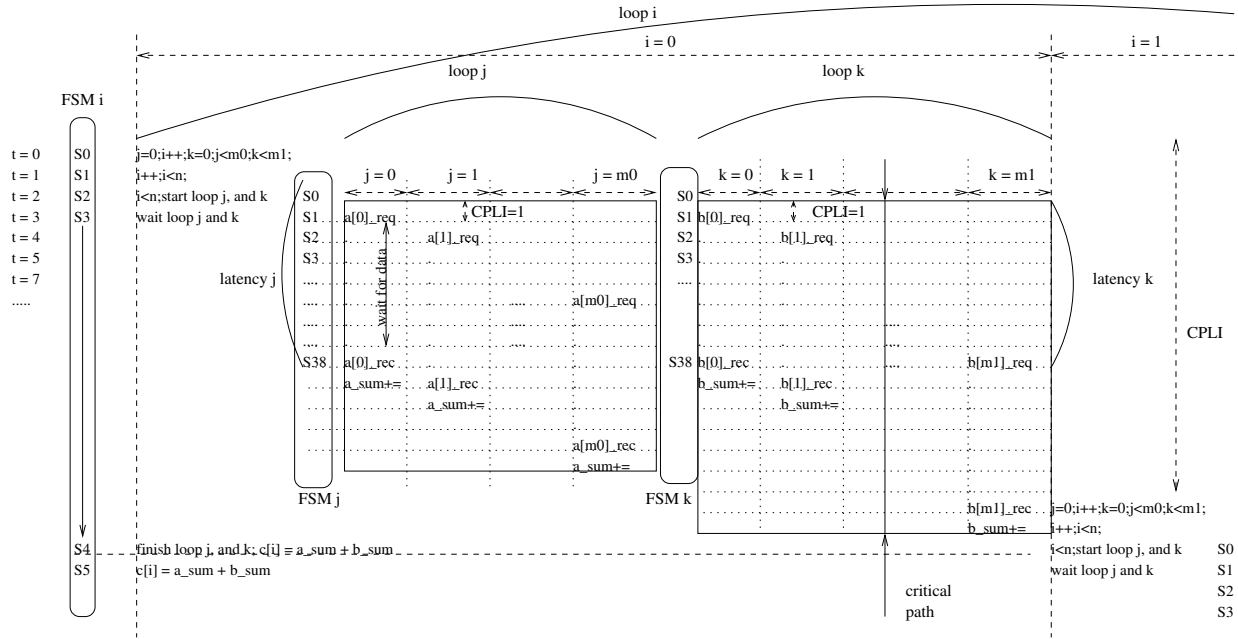 loop i
i = 0
i = 1
loop j
loop k
FSM i
t = 0 S0 j=0;i++;k=0;j<m0;k<m1;
t = 1 S1 i++;i<n;
t = 2 S2 i<n;start loop j, and k
t = 3 S3 wait loop j and k
t = 4
t = 5
t = 7
.....
j = 0 j = 1 j = m0
k = 0 k = 1 k = m1
S0
S1 a[0]_req CPLI=1
S2 a[1]_req
S3
....
.... a[m0]_req
....
....
S38 a[0]_rec
a_sum+= a[1]_rec
a_sum+=
a[m0]_rec
a_sum+=
latency j
wait for data
FSM j
S0
S1 b[0]_req CPLI=1
S2 b[1]_req
S3
....
....
....
S38 b[0]_rec .... b[m1]_req
b_sum+= b[1]_rec
b_sum+=
b[m1]_rec
b_sum+=
FSM k
latency k
CPLI
j=0;i++;k=0;j<m0;k<m1;
i++;i<n;
i<n;start loop j, and k S0
wait loop j and k S1
S2
S3
S4 finish loop j, and k; c[i] = a_sum + b_sum
S5 c[i] = a_sum + b_sum
critical
path